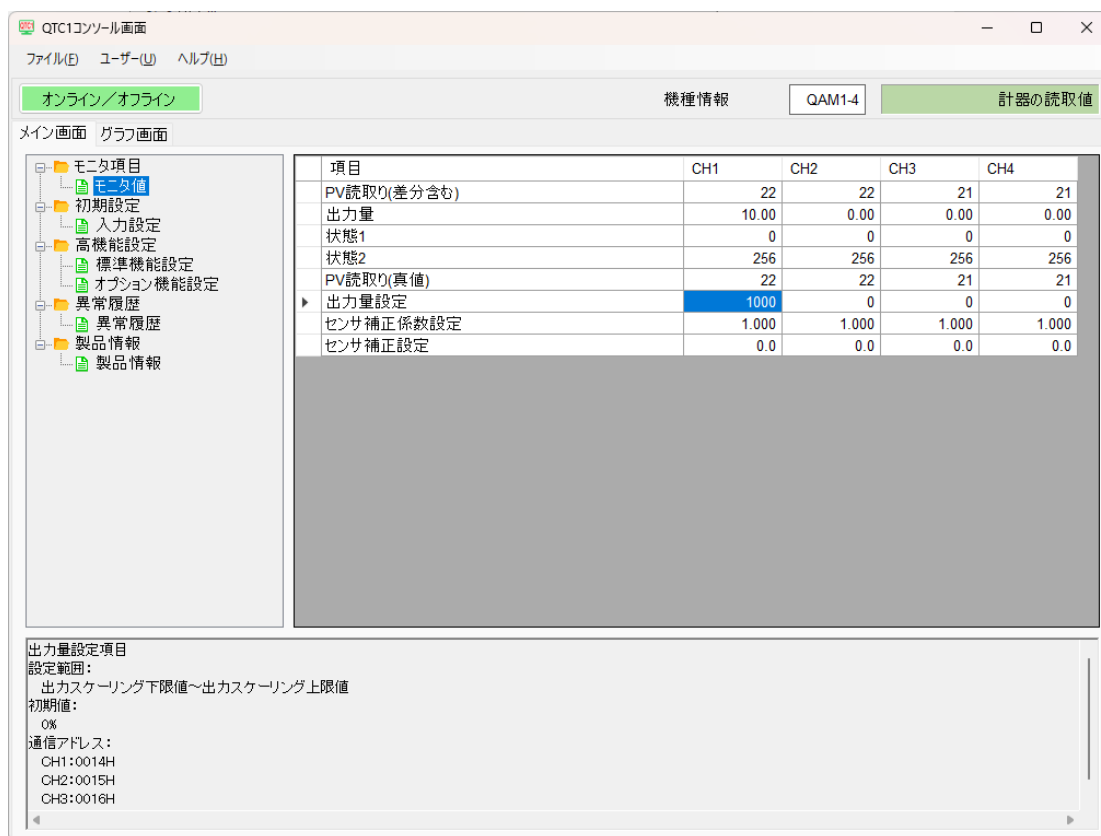 QTC1コンソール画面
ファイル(F) ユーザー(U) ヘルプ(H)
オンライン／オフライン 機種情報 QAM1-4 計器の読取値
メイン画面 グラフ画面
モニタ項目
モニタ値
初期設定
入力設定
高機能設定
標準機能設定
オプション機能設定
異常履歴
異常履歴
製品情報
製品情報
項目 CH1 CH2 CH3 CH4
PV読取り(差分含む) 22 22 21 21
出力量 10.00 0.00 0.00 0.00
状態1 0 0 0 0
状態2 256 256 256 256
PV読取り(真値) 22 22 21 21
出力量設定 1000 0 0 0
センサ補正係数設定 1.000 1.000 1.000 1.000
センサ補正設定 0.0 0.0 0.0 0.0
出力量設定項目
設定範囲：
出力スケーリング下限値～出力スケーリング上限値
初期値：
0%
通信アドレス：
CH1:0014H
CH2:0015H
CH3:0016H